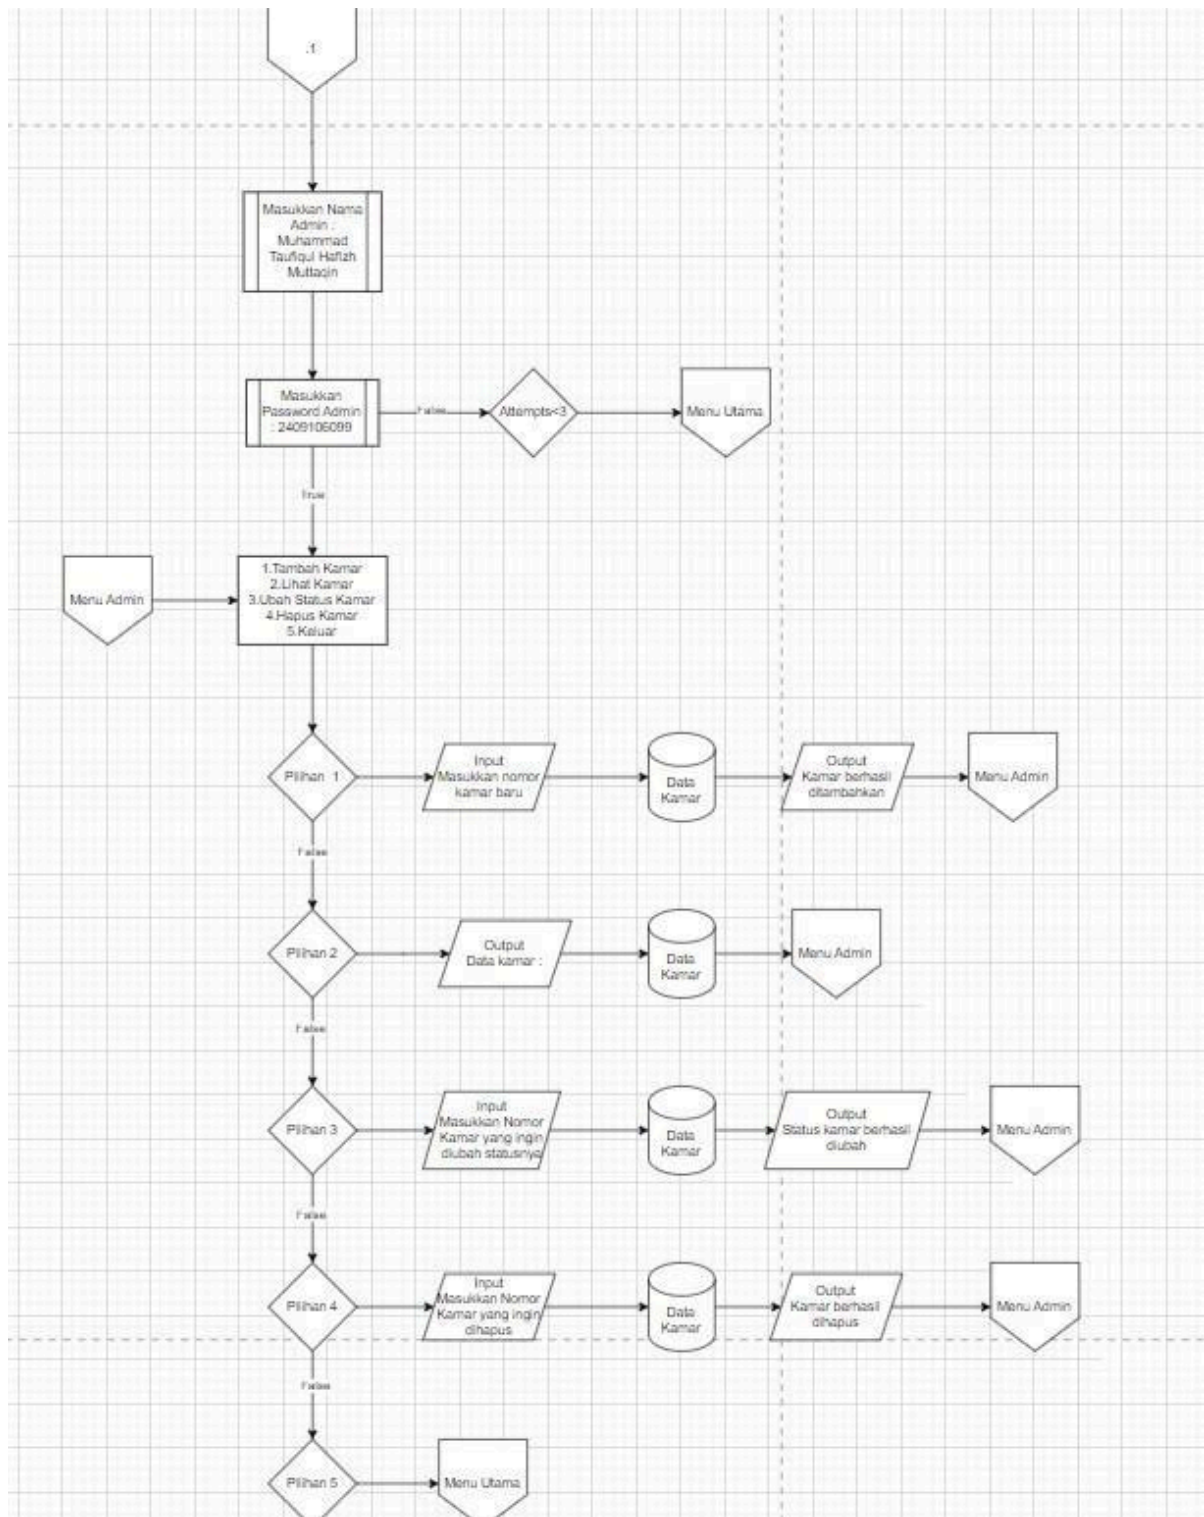 .1
Masukkan Nama
Admin :
Muhammad
Taufiqul Hafizh
Muttaqin
Masukkan
Password Admin
: 2409106099
False
Attempts<3
Menu Utama
True
Menu Admin
1.Tambah Kamar
2.Lihat Kamar
3.Ubah Status Kamar
4.Hapus Kamar
5.Keluar
Pilihan 1
Input
Masukkan nomor
kamar baru
Data
Kamar
Output
Kamar berhasil
ditambahkan
Menu Admin
False
Pilihan 2
Output
Data kamar :
Data
Kamar
Menu Admin
False
Pilihan 3
Input
Masukkan Nomor
Kamar yang ingin
diubah statusnya
Data
Kamar
Output
Status kamar berhasil
diubah
Menu Admin
False
Pilihan 4
Input
Masukkan Nomor
Kamar yang ingin
dihapus
Data
Kamar
Output
Kamar berhasil
dihapus
Menu Admin
False
Pilihan 5
Menu Utama